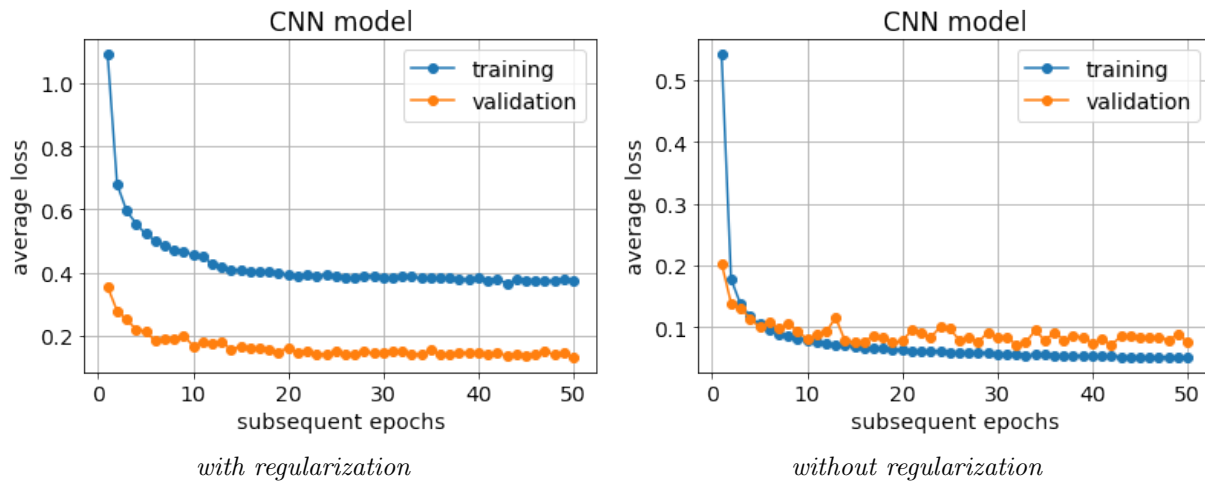 CNN model
training
validation
average loss
1.0
0.8
0.6
0.4
0.2
0 10 20 30 40 50
subsequent epochs
with regularization
CNN model
training
validation
average loss
0.5
0.4
0.3
0.2
0.1
0 10 20 30 40 50
subsequent epochs
without regularization